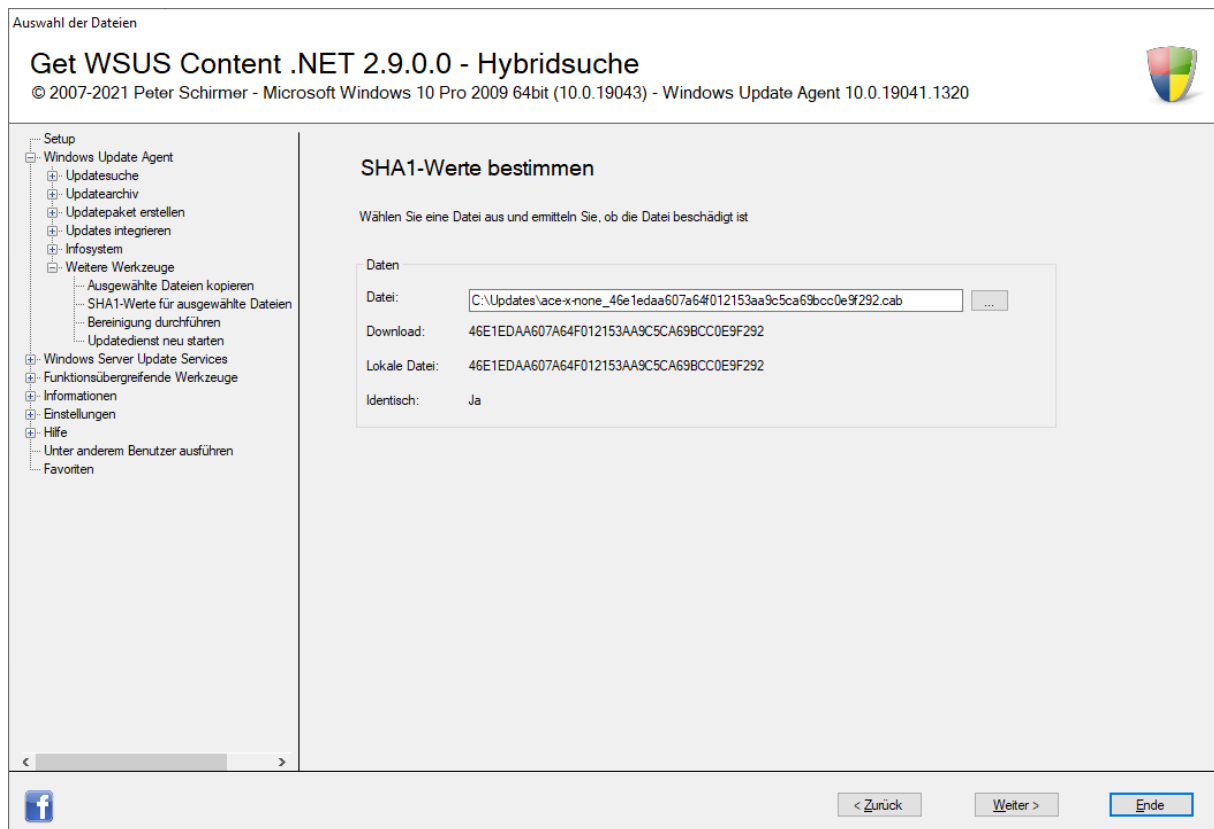 Auswahl der Dateien
Get WSUS Content .NET 2.9.0.0 - Hybridsuche
© 2007-2021 Peter Schirmer - Microsoft Windows 10 Pro 2009 64bit (10.0.19043) - Windows Update Agent 10.0.19041.1320
Setup
Windows Update Agent
Updatesuche
Updatearchiv
Updatepaket erstellen
Updates integrieren
Infosystem
Weitere Werkzeuge
Ausgewählte Dateien kopieren
SHA1-Werte für ausgewählte Dateien
Bereinigung durchführen
Updatedienst neu starten
Windows Server Update Services
Funktionsübergreifende Werkzeuge
Informationen
Einstellungen
Hilfe
Unter anderem Benutzer ausführen
Favoriten
SHA1-Werte bestimmen
Wählen Sie eine Datei aus und ermitteln Sie, ob die Datei beschädigt ist
Daten
Datei: C:\Updates\ace-x-none_46e1edaa607a64f012153aa9c5ca69bcc0e9f292.cab ...
Download: 46E1EDAA607A64F012153AA9C5CA69BCC0E9F292
Lokale Datei: 46E1EDAA607A64F012153AA9C5CA69BCC0E9F292
Identisch: Ja
< Zurück Weiter > Ende